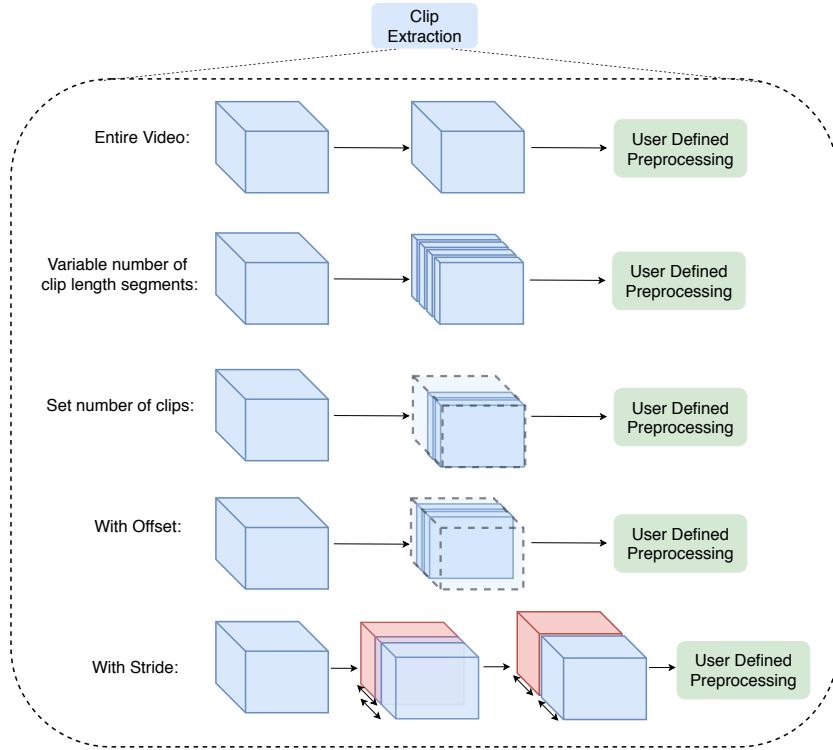 Clip
Extraction
Entire Video:
User Defined
Preprocessing
Variable number of
clip length segments:
User Defined
Preprocessing
Set number of clips:
User Defined
Preprocessing
With Offset:
User Defined
Preprocessing
With Stride:
User Defined
Preprocessing